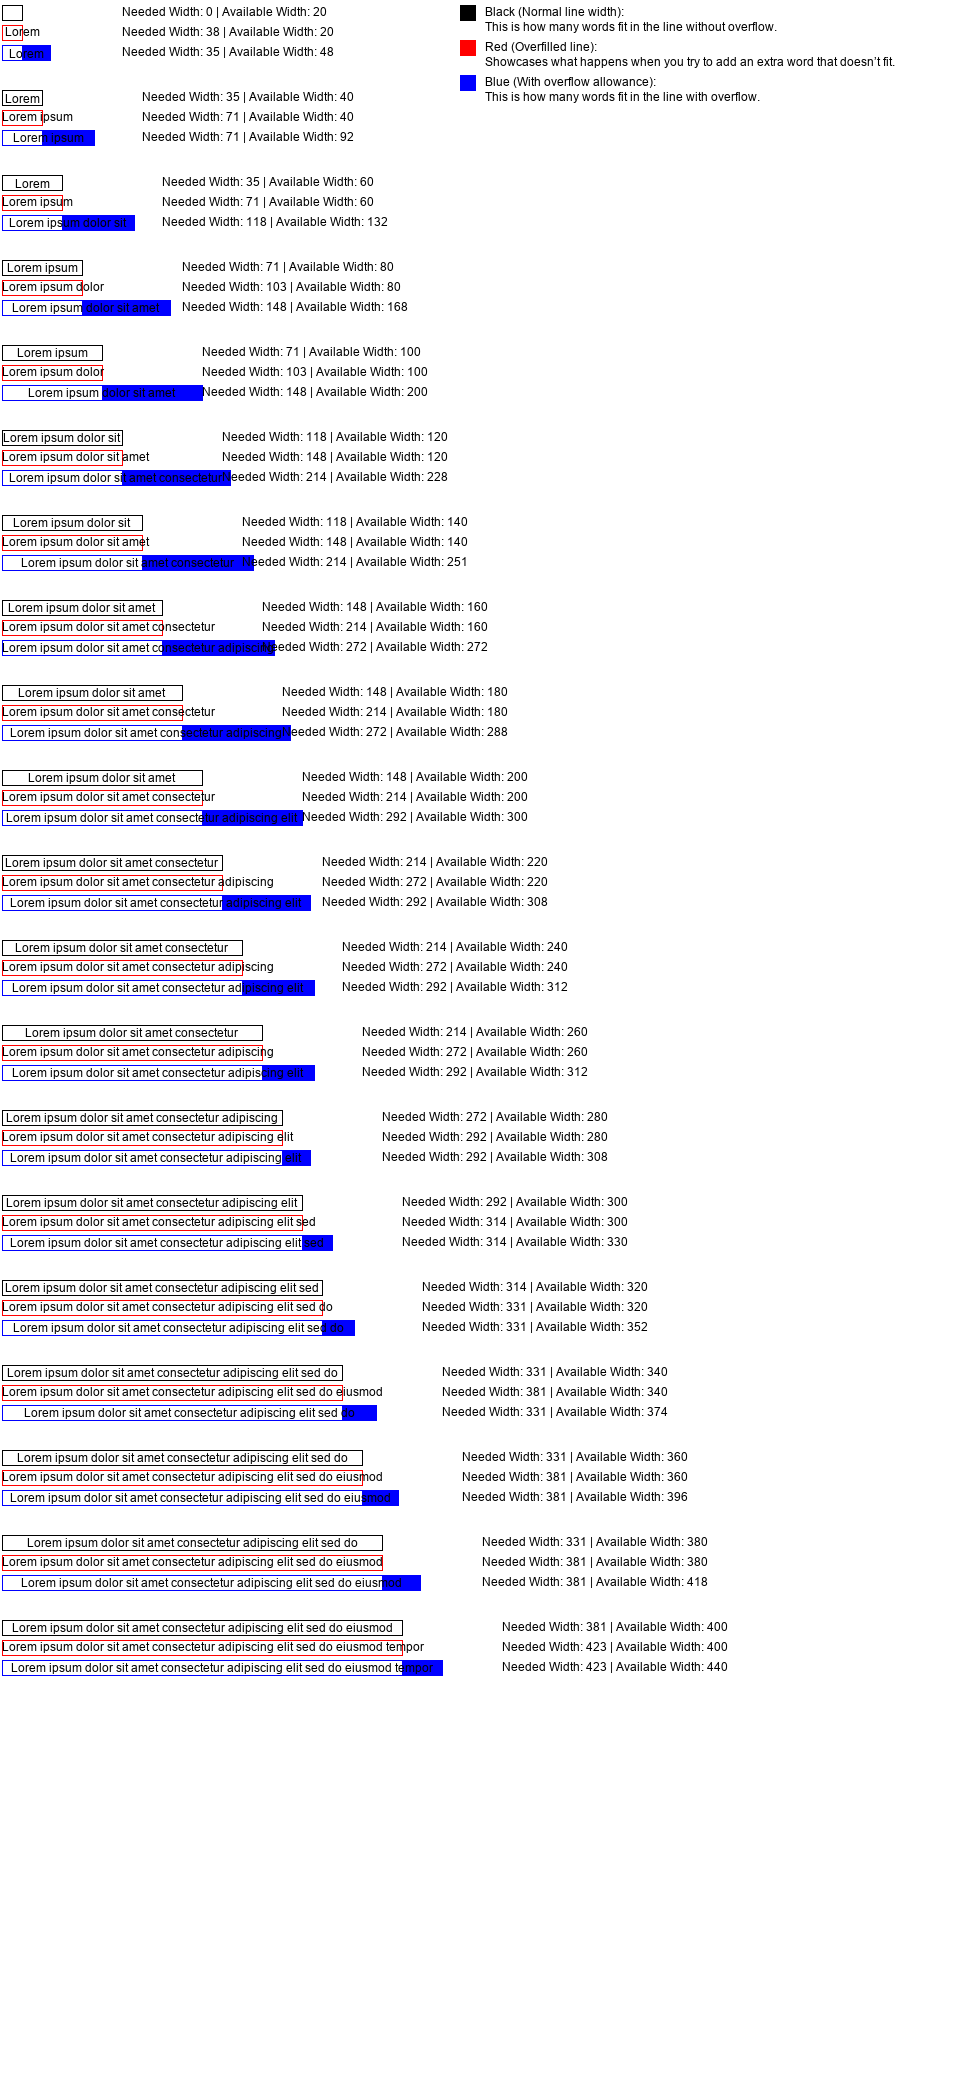 Needed Width: 0 | Available Width: 20
Lorem Needed Width: 38 | Available Width: 20
Lorem Needed Width: 35 | Available Width: 48
Black (Normal line width):
This is how many words fit in the line without overflow.
Red (Overfilled line):
Showcases what happens when you try to add an extra word that doesn’t fit.
Blue (With overflow allowance):
This is how many words fit in the line with overflow.
Lorem Needed Width: 35 | Available Width: 40
Lorem ipsum Needed Width: 71 | Available Width: 40
Lorem ipsum Needed Width: 71 | Available Width: 92
Lorem Needed Width: 35 | Available Width: 60
Lorem ipsum Needed Width: 71 | Available Width: 60
Lorem ipsum dolor sit Needed Width: 118 | Available Width: 132
Lorem ipsum Needed Width: 71 | Available Width: 80
Lorem ipsum dolor Needed Width: 103 | Available Width: 80
Lorem ipsum dolor sit amet Needed Width: 148 | Available Width: 168
Lorem ipsum Needed Width: 71 | Available Width: 100
Lorem ipsum dolor Needed Width: 103 | Available Width: 100
Lorem ipsum dolor sit amet Needed Width: 148 | Available Width: 200
Lorem ipsum dolor sit Needed Width: 118 | Available Width: 120
Lorem ipsum dolor sit amet Needed Width: 148 | Available Width: 120
Lorem ipsum dolor sit amet consectetur Needed Width: 214 | Available Width: 228
Lorem ipsum dolor sit Needed Width: 118 | Available Width: 140
Lorem ipsum dolor sit amet Needed Width: 148 | Available Width: 140
Lorem ipsum dolor sit amet consectetur Needed Width: 214 | Available Width: 251
Lorem ipsum dolor sit amet Needed Width: 148 | Available Width: 160
Lorem ipsum dolor sit amet consectetur Needed Width: 214 | Available Width: 160
Lorem ipsum dolor sit amet consectetur adipiscing Needed Width: 272 | Available Width: 272
Lorem ipsum dolor sit amet Needed Width: 148 | Available Width: 180
Lorem ipsum dolor sit amet consectetur Needed Width: 214 | Available Width: 180
Lorem ipsum dolor sit amet consectetur adipiscing Needed Width: 272 | Available Width: 288
Lorem ipsum dolor sit amet Needed Width: 148 | Available Width: 200
Lorem ipsum dolor sit amet consectetur Needed Width: 214 | Available Width: 200
Lorem ipsum dolor sit amet consectetur adipiscing elit Needed Width: 292 | Available Width: 300
Lorem ipsum dolor sit amet consectetur Needed Width: 214 | Available Width: 220
Lorem ipsum dolor sit amet consectetur adipiscing Needed Width: 272 | Available Width: 220
Lorem ipsum dolor sit amet consectetur adipiscing elit Needed Width: 292 | Available Width: 308
Lorem ipsum dolor sit amet consectetur Needed Width: 214 | Available Width: 240
Lorem ipsum dolor sit amet consectetur adipiscing Needed Width: 272 | Available Width: 240
Lorem ipsum dolor sit amet consectetur adipiscing elit Needed Width: 292 | Available Width: 312
Lorem ipsum dolor sit amet consectetur Needed Width: 214 | Available Width: 260
Lorem ipsum dolor sit amet consectetur adipiscing Needed Width: 272 | Available Width: 260
Lorem ipsum dolor sit amet consectetur adipiscing elit Needed Width: 292 | Available Width: 312
Lorem ipsum dolor sit amet consectetur adipiscing Needed Width: 272 | Available Width: 280
Lorem ipsum dolor sit amet consectetur adipiscing elit Needed Width: 292 | Available Width: 280
Lorem ipsum dolor sit amet consectetur adipiscing elit Needed Width: 292 | Available Width: 308
Lorem ipsum dolor sit amet consectetur adipiscing elit Needed Width: 292 | Available Width: 300
Lorem ipsum dolor sit amet consectetur adipiscing elit sed Needed Width: 314 | Available Width: 300
Lorem ipsum dolor sit amet consectetur adipiscing elit sed Needed Width: 314 | Available Width: 330
Lorem ipsum dolor sit amet consectetur adipiscing elit sed Needed Width: 314 | Available Width: 320
Lorem ipsum dolor sit amet consectetur adipiscing elit sed do Needed Width: 331 | Available Width: 320
Lorem ipsum dolor sit amet consectetur adipiscing elit sed do Needed Width: 331 | Available Width: 352
Lorem ipsum dolor sit amet consectetur adipiscing elit sed do Needed Width: 331 | Available Width: 340
Lorem ipsum dolor sit amet consectetur adipiscing elit sed do eiusmod Needed Width: 381 | Available Width: 340
Lorem ipsum dolor sit amet consectetur adipiscing elit sed do Needed Width: 331 | Available Width: 374
Lorem ipsum dolor sit amet consectetur adipiscing elit sed do Needed Width: 331 | Available Width: 360
Lorem ipsum dolor sit amet consectetur adipiscing elit sed do eiusmod Needed Width: 381 | Available Width: 360
Lorem ipsum dolor sit amet consectetur adipiscing elit sed do eiusmod Needed Width: 381 | Available Width: 396
Lorem ipsum dolor sit amet consectetur adipiscing elit sed do Needed Width: 331 | Available Width: 380
Lorem ipsum dolor sit amet consectetur adipiscing elit sed do eiusmod Needed Width: 381 | Available Width: 380
Lorem ipsum dolor sit amet consectetur adipiscing elit sed do eiusmod Needed Width: 381 | Available Width: 418
Lorem ipsum dolor sit amet consectetur adipiscing elit sed do eiusmod Needed Width: 381 | Available Width: 400
Lorem ipsum dolor sit amet consectetur adipiscing elit sed do eiusmod tempor Needed Width: 423 | Available Width: 400
Lorem ipsum dolor sit amet consectetur adipiscing elit sed do eiusmod tempor Needed Width: 423 | Available Width: 440